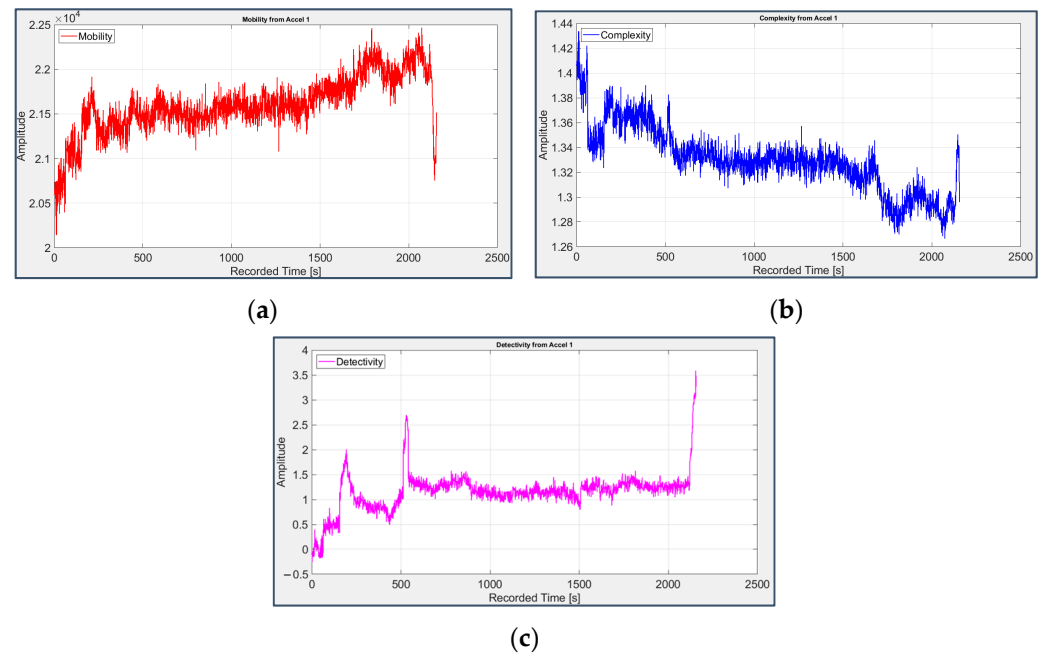 Mobility from Accel 1
×10⁴
Mobility
2.25
2.2
2.15
2.1
2.05
2
Amplitude
0 500 1000 1500 2000 2500
Recorded Time [s]
(a)
Complexity from Accel 1
Complexity
1.44
1.42
1.4
1.38
1.36
1.34
1.32
1.3
1.28
1.26
Amplitude
0 500 1000 1500 2000 2500
Recorded Time [s]
(b)
Detectivity from Accel 1
Detectivity
4
3.5
3
2.5
2
1.5
1
0.5
0
−0.5
Amplitude
0 500 1000 1500 2000 2500
Recorded Time [s]
(c)